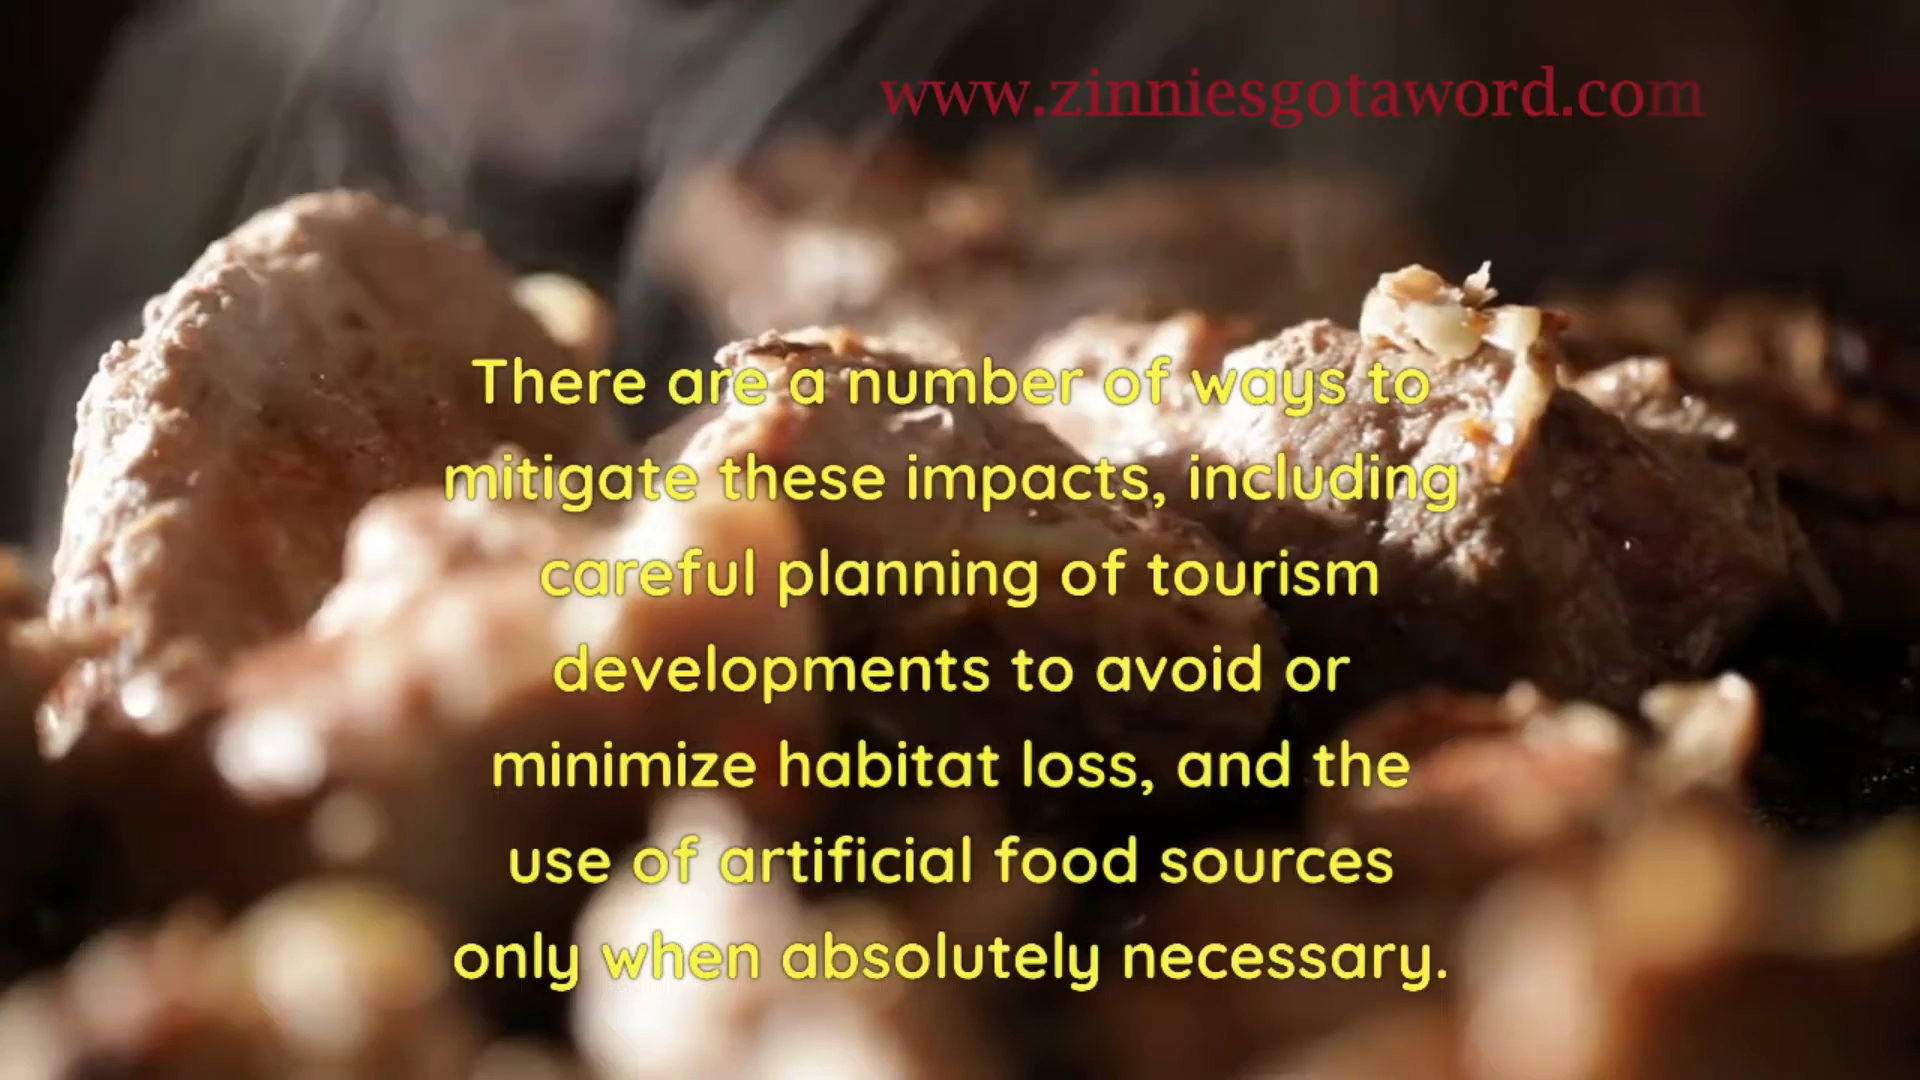 www.zinniesgotaword.com
There are a number of ways to
mitigate these impacts, including
careful planning of tourism
developments to avoid or
minimize habitat loss, and the
use of artificial food sources
only when absolutely necessary.